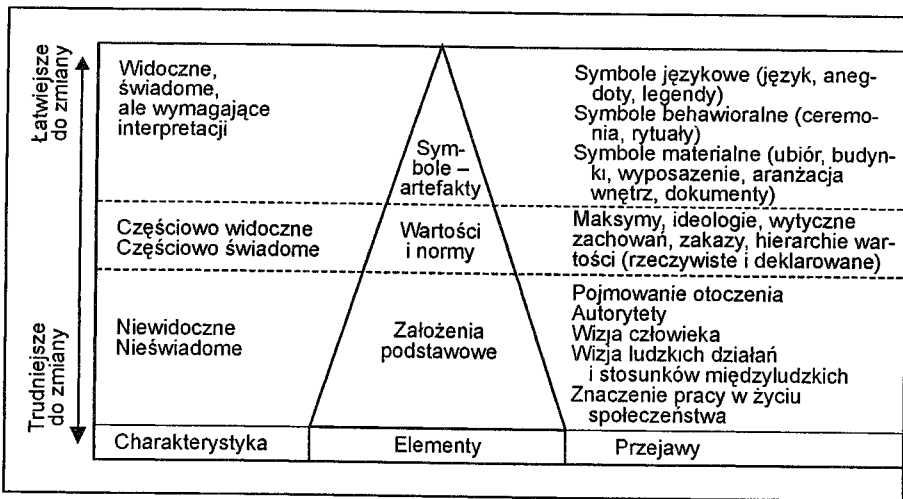 Łatwiejsze
do zmiany
Widoczne,
świadome,
ale wymagające
interpretacji
Sym-
bole –
artefakty
Symbole językowe (język, aneg-
doty, legendy)
Symbole behawioralne (ceremo-
nia, rytuały)
Symbole materialne (ubiór, budyn-
ki, wyposazenie, aranżacja
wnętrz, dokumenty)
Częściowo widoczne
Częściowo świadome
Wartości
i normy
Maksymy, ideologie, wytyczne
zachowań, zakazy, hierarchie war-
tości (rzeczywiste i deklarowane)
Trudniejsze
do zmiany
Niewidoczne
Nieświadome
Założenia
podstawowe
Pojmowanie otoczenia
Autorytety
Wizja człowieka
Wizja ludzkich działań
i stosunków międzyludzkich
Znaczenie pracy w życiu
społeczeństwa
Charakterystyka
Elementy
Przejawy